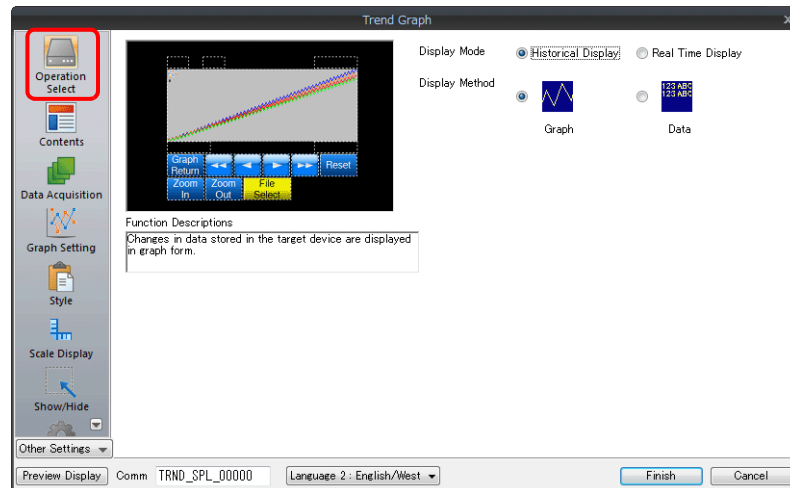 Trend Graph
x
Operation
Select
Contents
Data Acquisition
Graph Setting
Style
Scale Display
Show/Hide
Other Settings
Graph
Return
Reset
Zoom
In
Zoom
Out
File
Select
Function Descriptions
Changes in data stored in the target device are displayed
in graph form.
Display Mode
Historical Display
Real Time Display
Display Method
123 ABC
123 ABC
Graph
Data
Preview Display
Comm
TRND_SPL_00000
Language 2 : English/West
Finish
Cancel